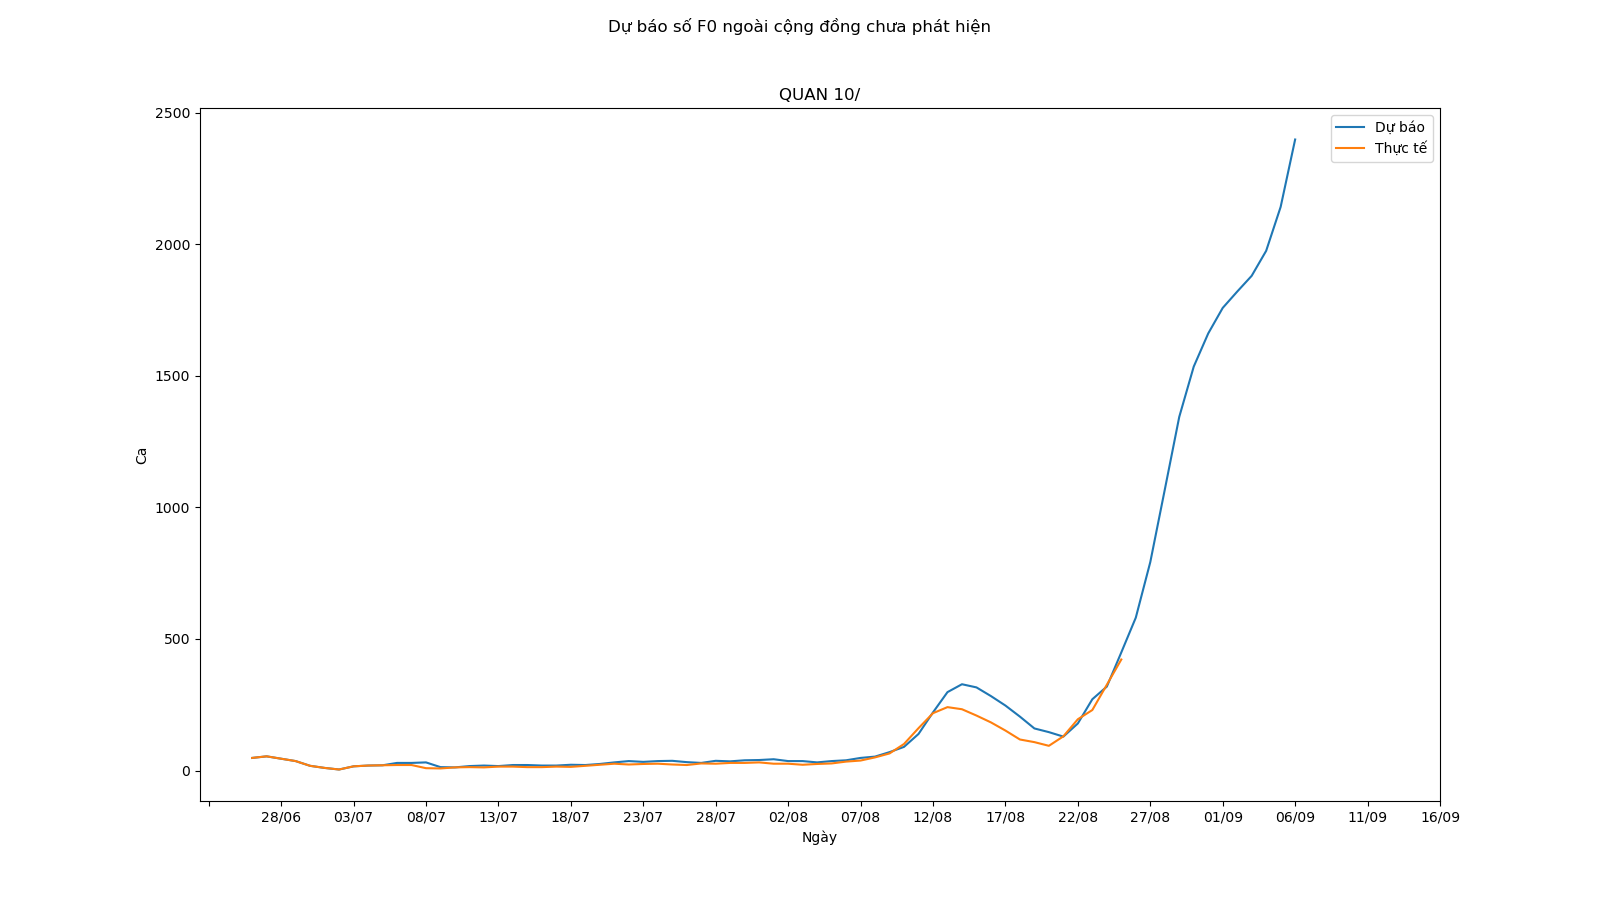 Dự báo số F0 ngoài cộng đồng chưa phát hiện
QUAN 10/
2500
2000
1500
1000
500
0
Ca
Dự báo
Thực tế
28/06 03/07 08/07 13/07 18/07 23/07 28/07 02/08 07/08 12/08 17/08 22/08 27/08 01/09 06/09 11/09 16/09
Ngày